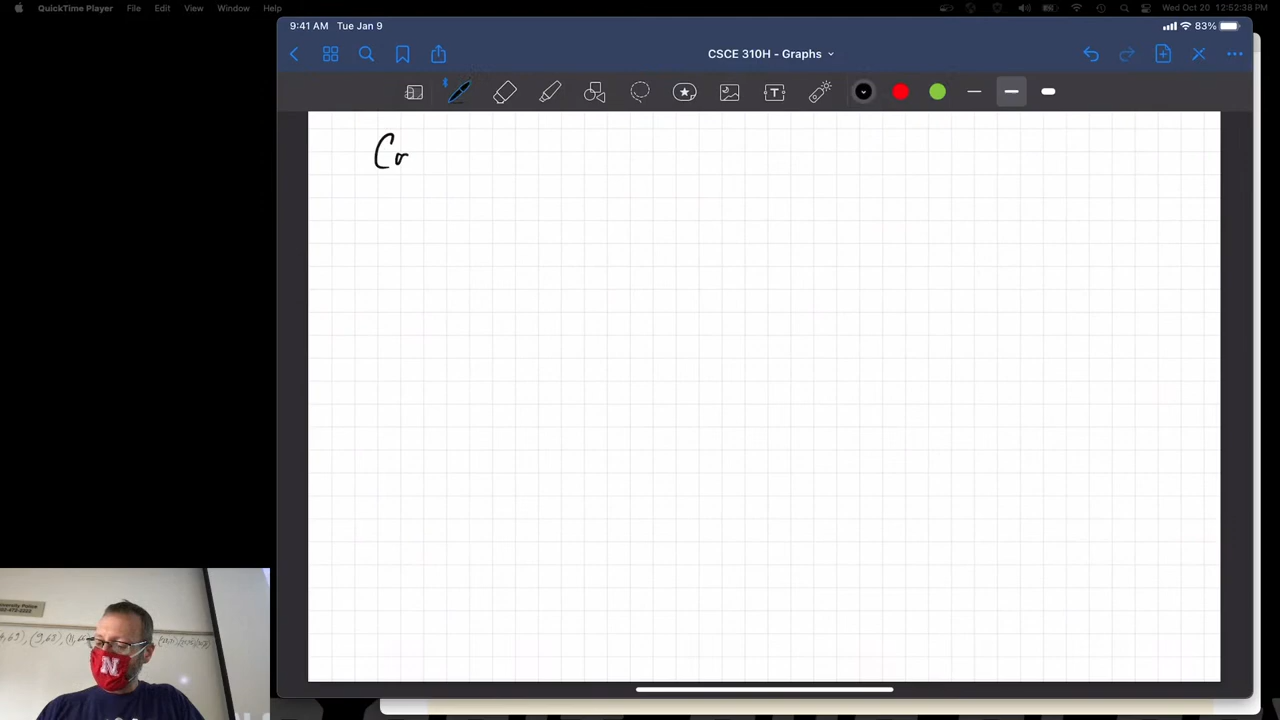 QuickTime Player File Edit View Window Help Wed Oct 20 12:52:38 PM
9:41 AM Tue Jan 9 83%
CSCE 310H - Graphs
T
Co
N